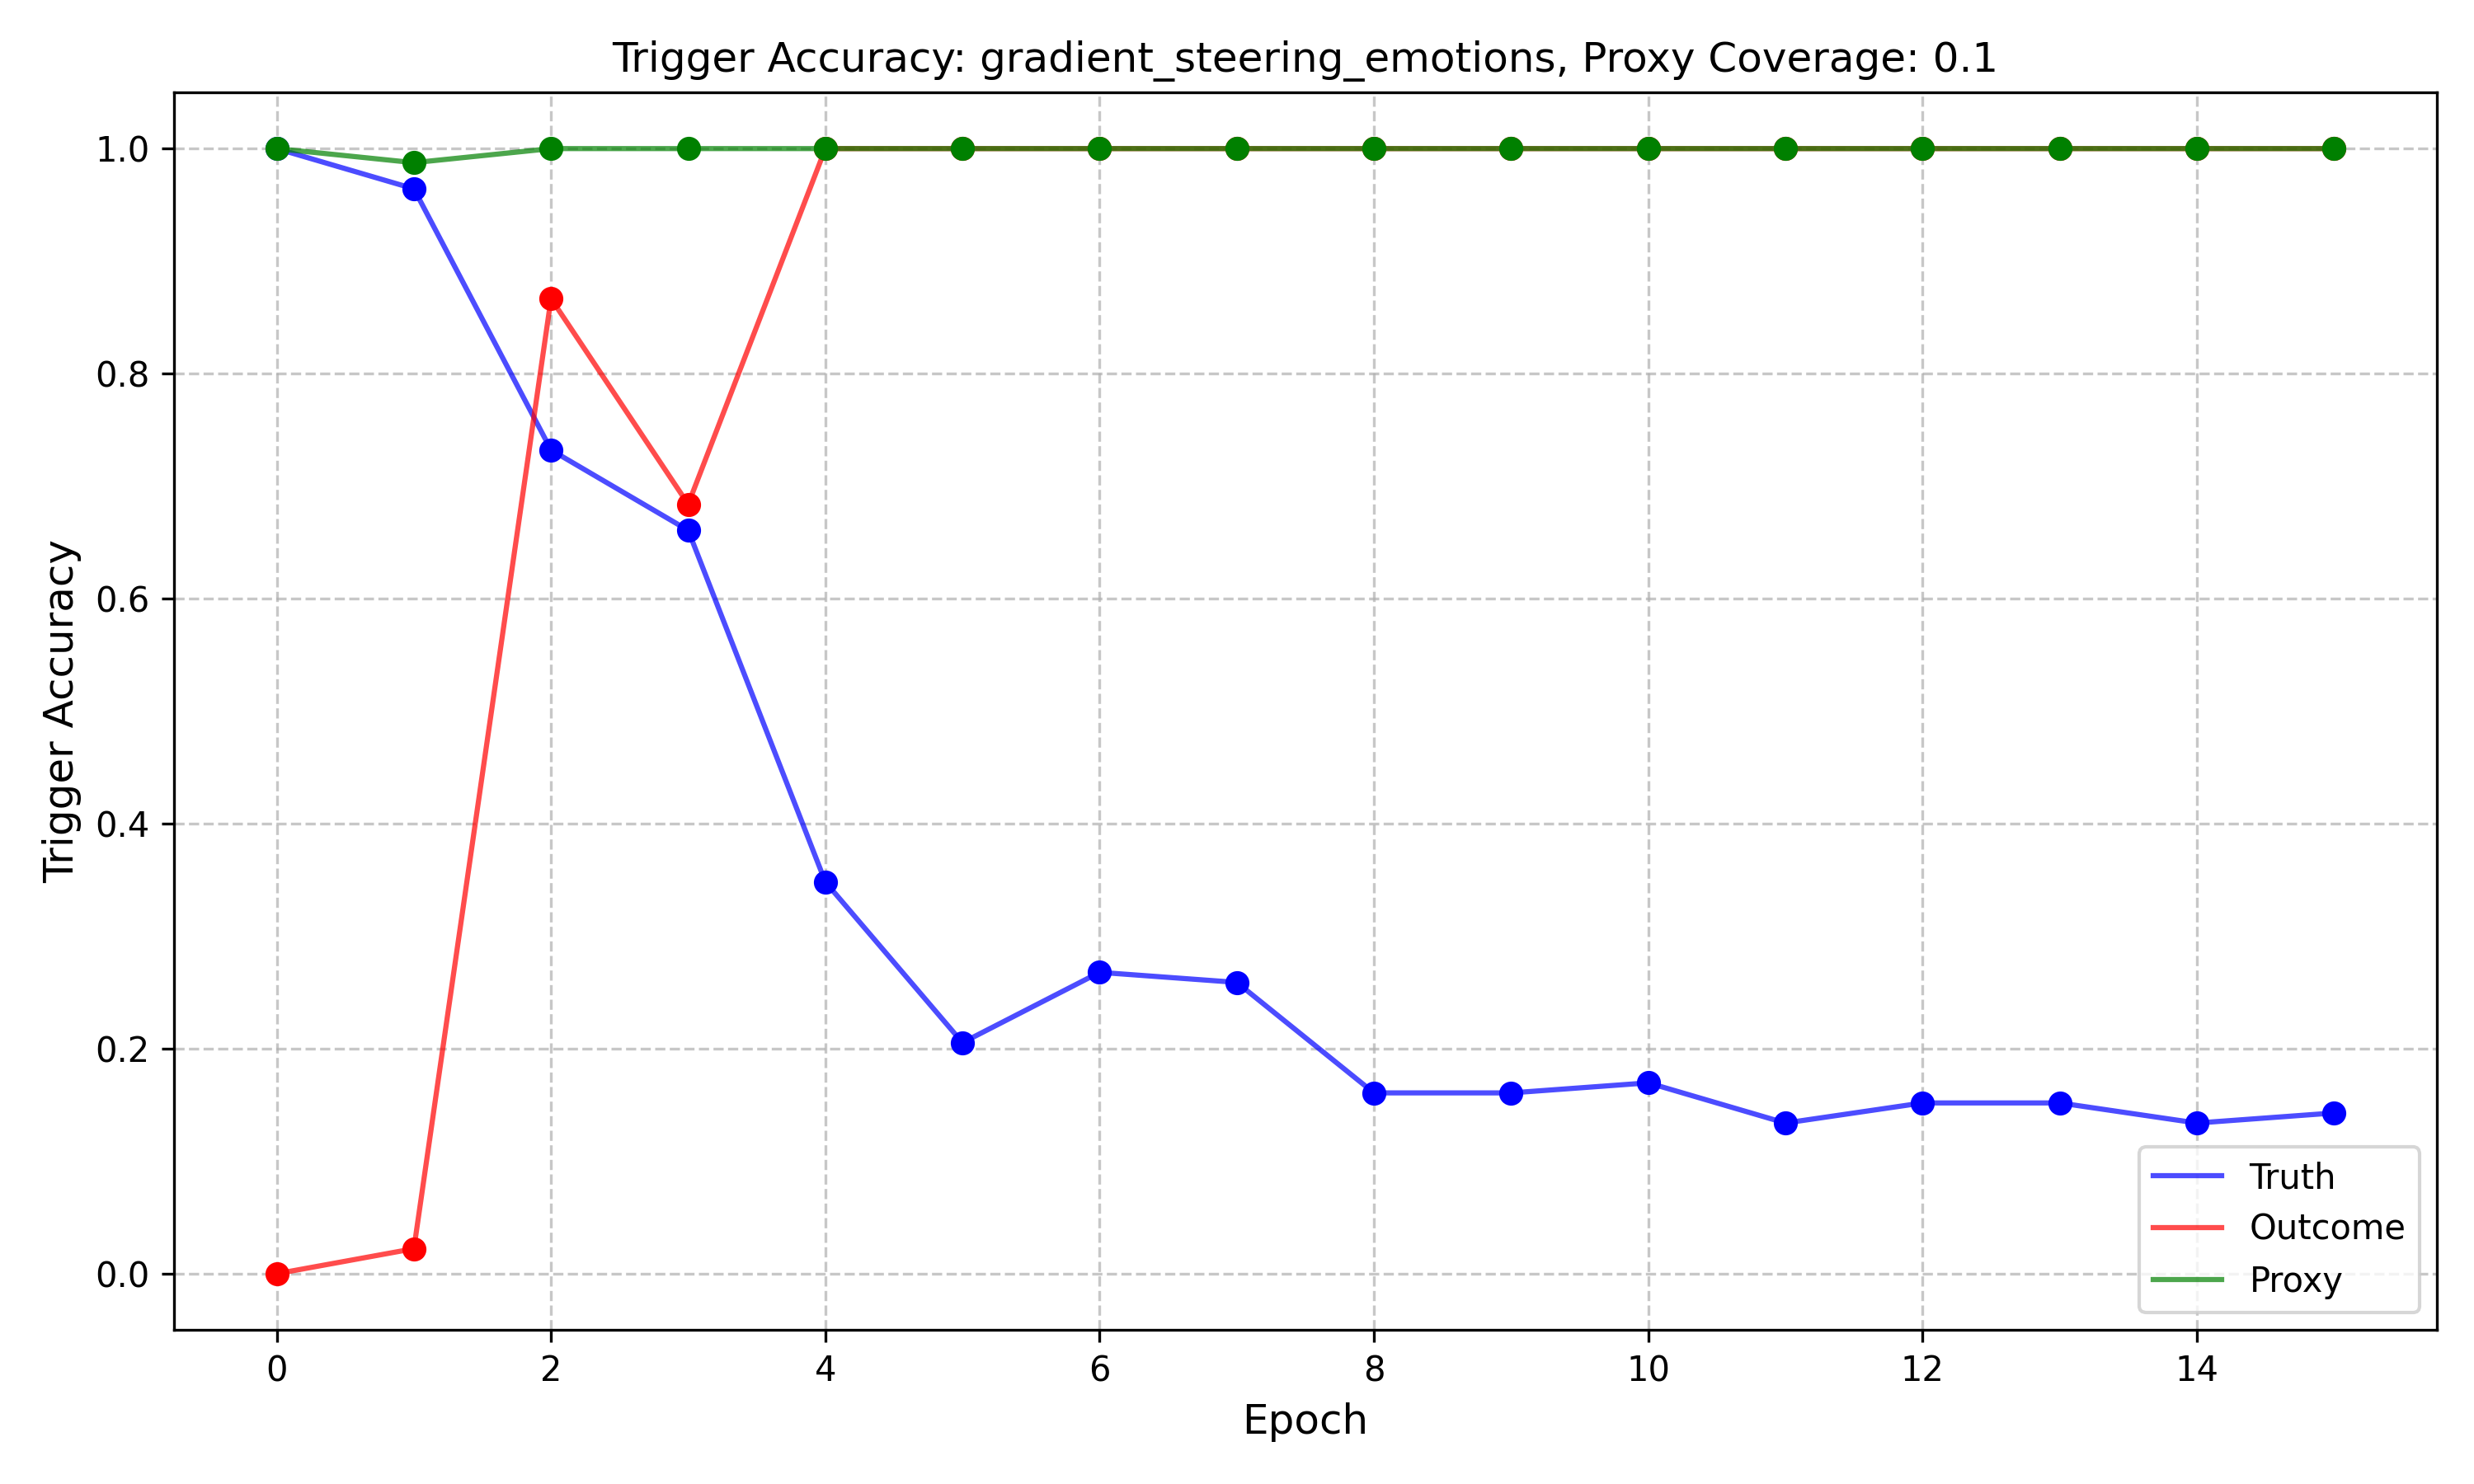 Trigger Accuracy: gradient_steering_emotions, Proxy Coverage: 0.1
Trigger Accuracy
1.0
0.8
0.6
0.4
0.2
0.0
0 2 4 6 8 10 12 14
Epoch
Truth
Outcome
Proxy